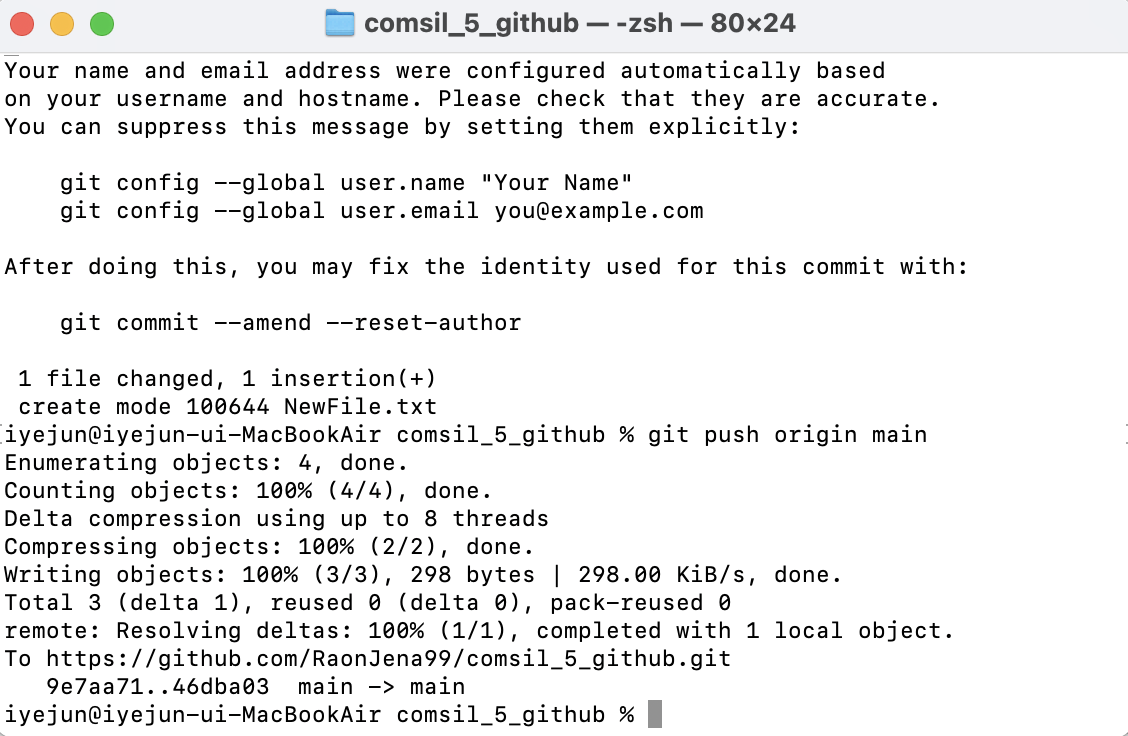 comsil_5_github — -zsh — 80×24
Your name and email address were configured automatically based
on your username and hostname. Please check that they are accurate.
You can suppress this message by setting them explicitly:
    git config --global user.name "Your Name"
    git config --global user.email you@example.com
After doing this, you may fix the identity used for this commit with:
    git commit --amend --reset-author
 1 file changed, 1 insertion(+)
 create mode 100644 NewFile.txt
iyejun@iyejun-ui-MacBookAir comsil_5_github % git push origin main
Enumerating objects: 4, done.
Counting objects: 100% (4/4), done.
Delta compression using up to 8 threads
Compressing objects: 100% (2/2), done.
Writing objects: 100% (3/3), 298 bytes | 298.00 KiB/s, done.
Total 3 (delta 1), reused 0 (delta 0), pack-reused 0
remote: Resolving deltas: 100% (1/1), completed with 1 local object.
To https://github.com/RaonJena99/comsil_5_github.git
   9e7aa71..46dba03  main -> main
iyejun@iyejun-ui-MacBookAir comsil_5_github %